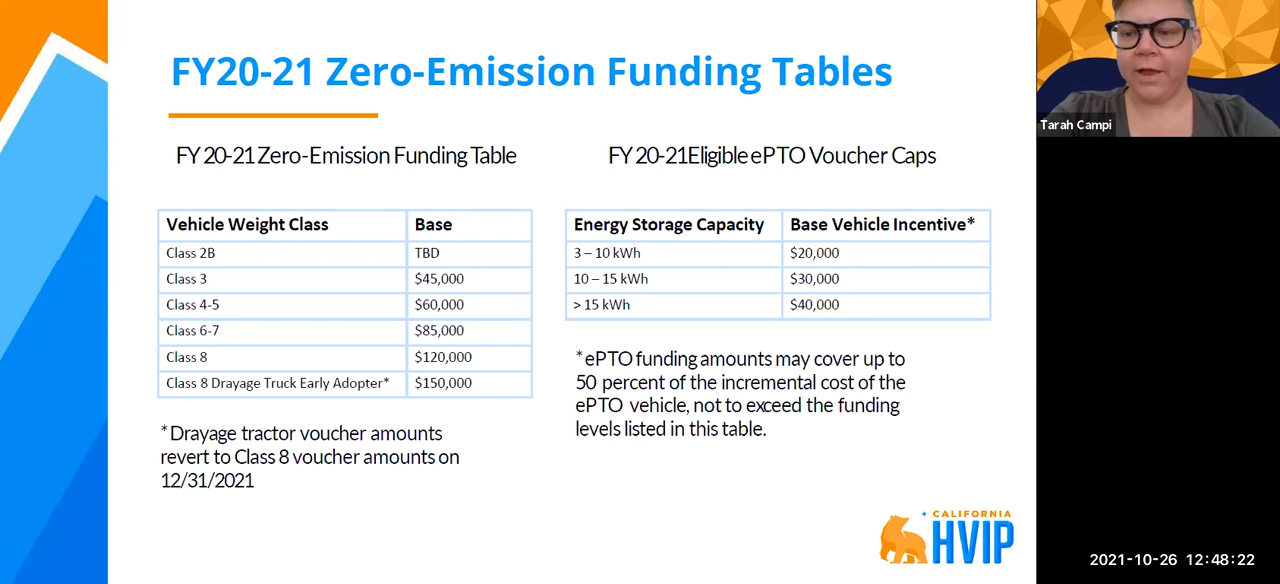 FY20-21 Zero-Emission Funding Tables
FY 20-21 Zero-Emission Funding Table
Vehicle Weight Class Base
Class 2B TBD
Class 3 $45,000
Class 4-5 $60,000
Class 6-7 $85,000
Class 8 $120,000
Class 8 Drayage Truck Early Adopter* $150,000
*Drayage tractor voucher amounts
revert to Class 8 voucher amounts on
12/31/2021
FY 20-21Eligible ePTO Voucher Caps
Energy Storage Capacity Base Vehicle Incentive*
3 – 10 kWh $20,000
10 – 15 kWh $30,000
> 15 kWh $40,000
*ePTO funding amounts may cover up to
50 percent of the incremental cost of the
ePTO vehicle, not to exceed the funding
levels listed in this table.
CALIFORNIA
HVIP
Tarah Campi
2021-10-26 12:48:22